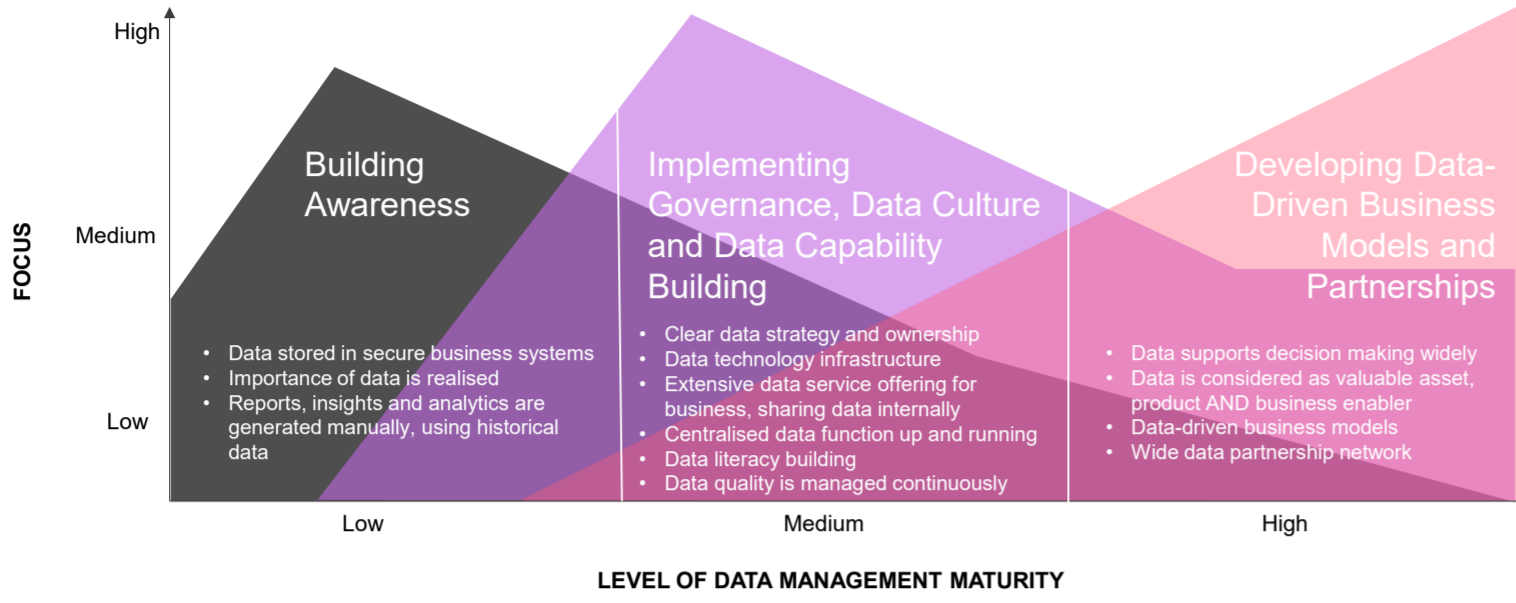 High
Medium
Low
FOCUS
Building
Awareness
• Data stored in secure business systems
• Importance of data is realised
• Reports, insights and analytics are
generated manually, using historical
data
Implementing
Governance, Data Culture
and Data Capability
Building
• Clear data strategy and ownership
• Data technology infrastructure
• Extensive data service offering for
business, sharing data internally
• Centralised data function up and running
• Data literacy building
• Data quality is managed continuously
Developing Data-
Driven Business
Models and
Partnerships
• Data supports decision making widely
• Data is considered as valuable asset,
product AND business enabler
• Data-driven business models
• Wide data partnership network
Low
Medium
High
LEVEL OF DATA MANAGEMENT MATURITY